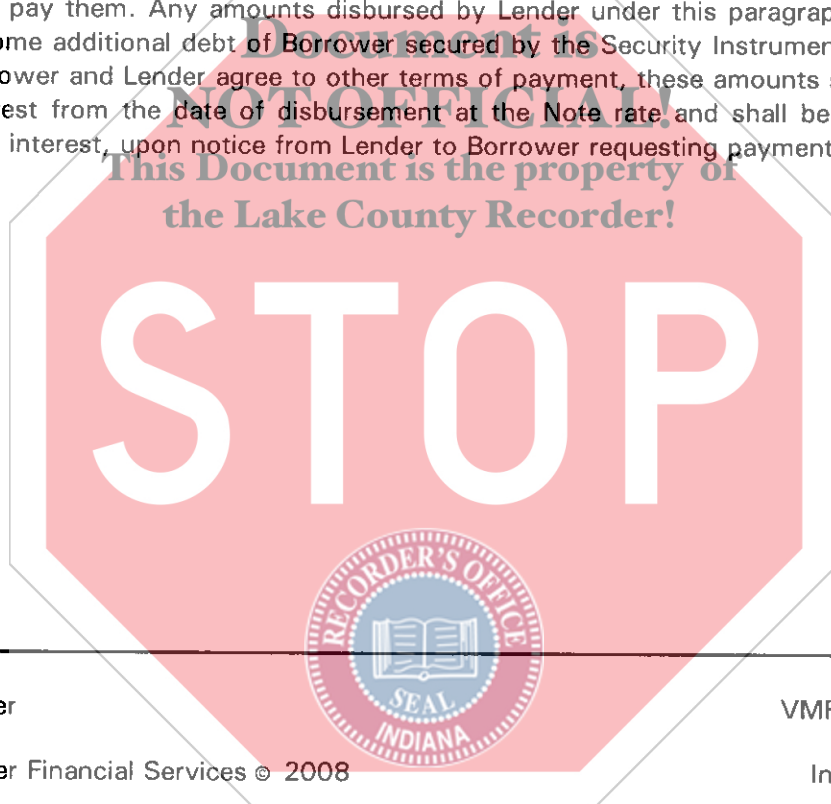 pay them. Any amounts disbursed by Lender under this paragrap
ome additional debt of Borrower secured by the Security Instrumen
ower and Lender agree to other terms of payment, these amounts
est from the date of disbursement at the Note rate and shall be
interest, upon notice from Lender to Borrower requesting payment
Document is
NOT OFFICIAL!
This Document is the property of
the Lake County Recorder!
STOP
RECORDER'S OFFICE
SEAL
INDIANA
er
VMP
er Financial Services © 2008
In